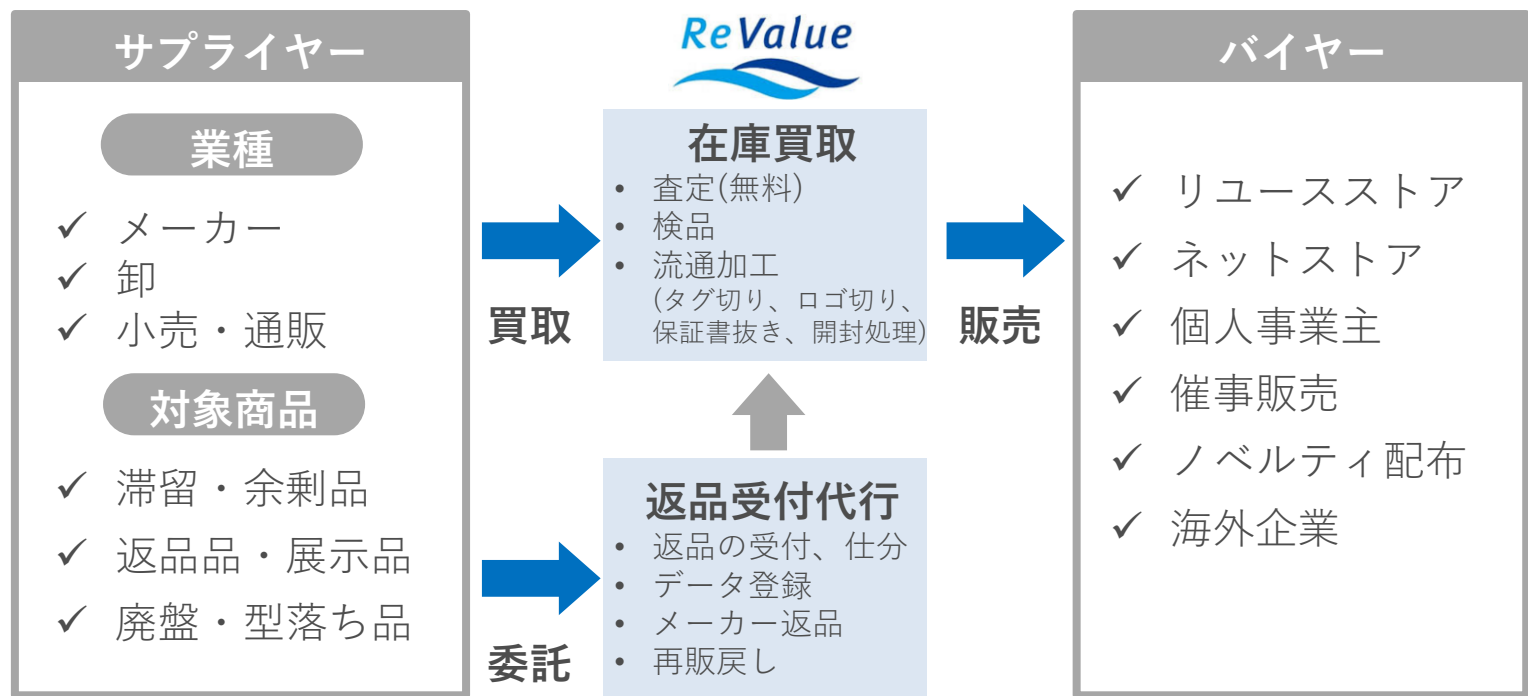 サプライヤー
業種
✓ メーカー
✓ 卸
✓ 小売・通販
対象商品
✓ 滞留・余剰品
✓ 返品品・展示品
✓ 廃盤・型落ち品
買取
委託
ReValue
在庫買取
• 査定(無料)
• 検品
• 流通加工
(タグ切り、ロゴ切り、
保証書抜き、開封処理)
返品受付代行
• 返品の受付、仕分
• データ登録
• メーカー返品
• 再販戻し
販売
バイヤー
✓ リユースストア
✓ ネットストア
✓ 個人事業主
✓ 催事販売
✓ ノベルティ配布
✓ 海外企業